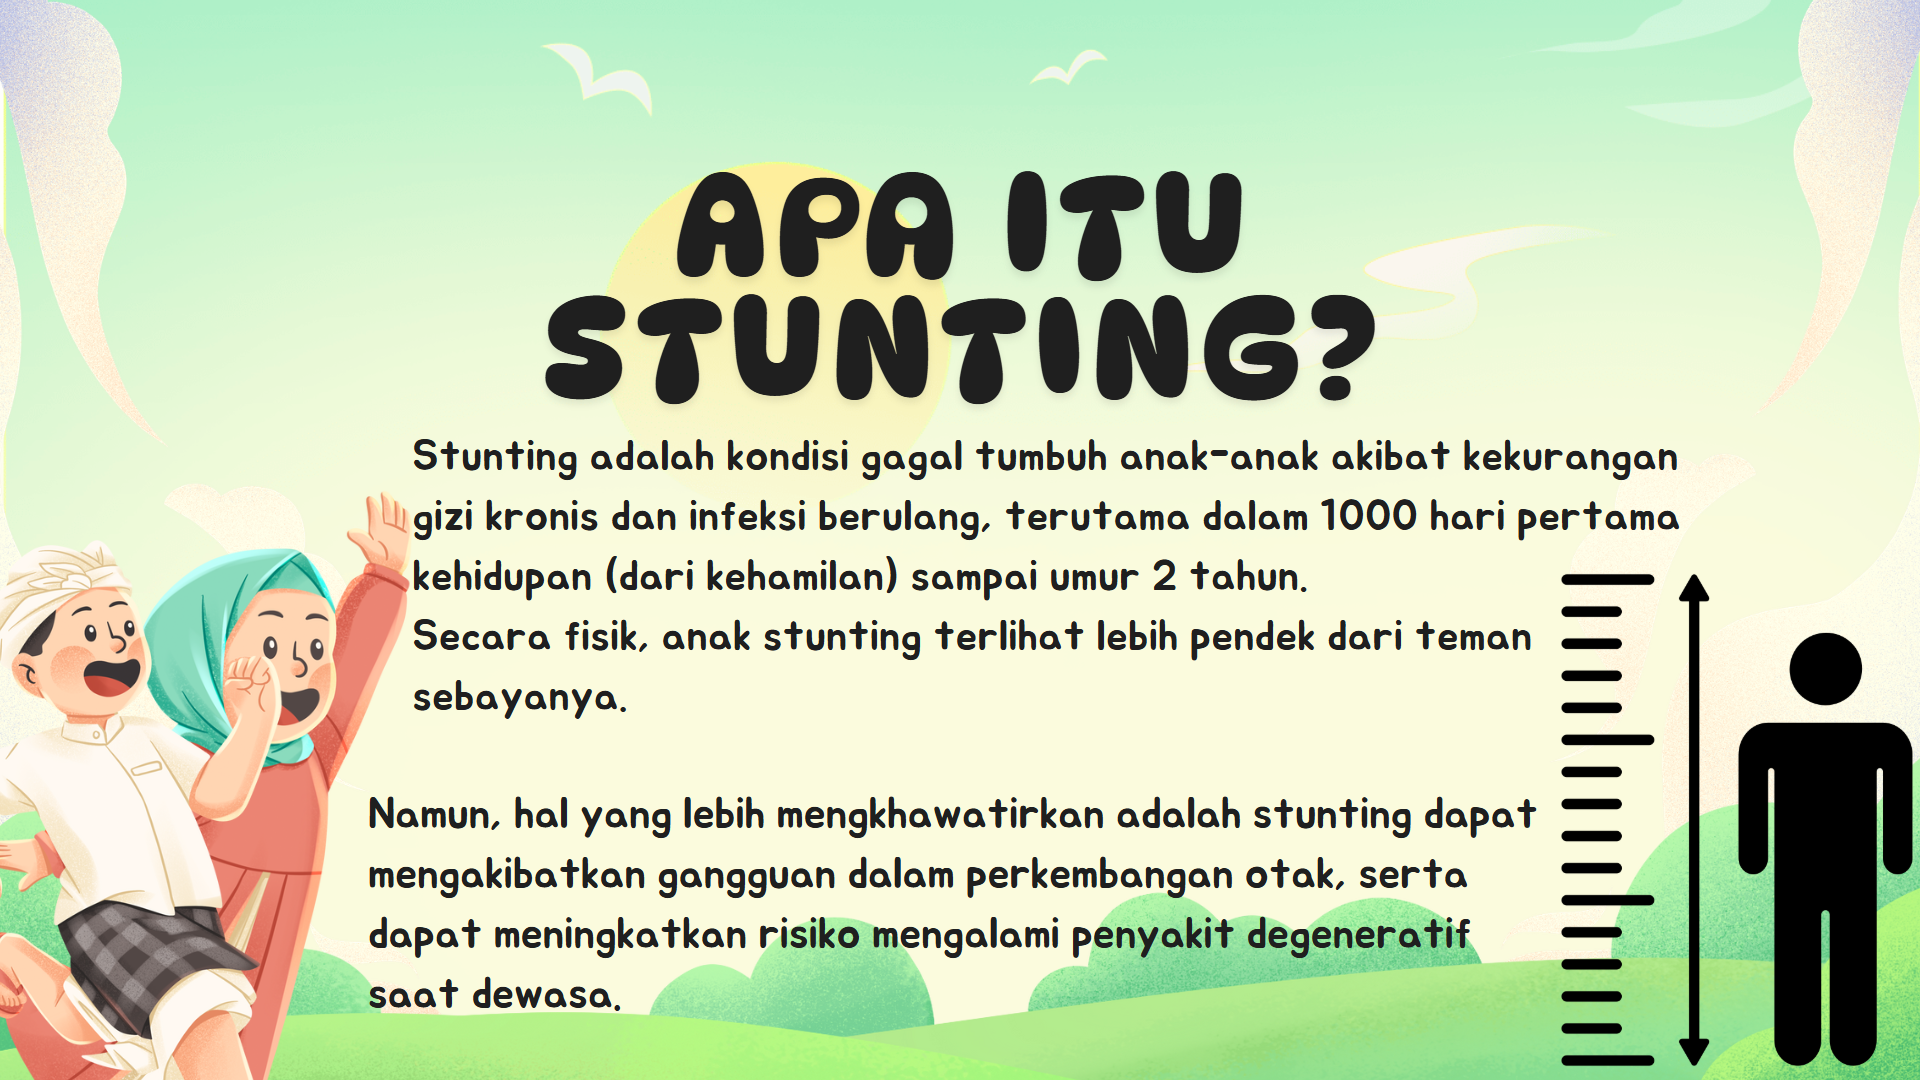 APA ITU
STUNTING?
Stunting adalah kondisi gagal tumbuh anak-anak akibat kekurangan
gizi kronis dan infeksi berulang, terutama dalam 1000 hari pertama
kehidupan (dari kehamilan) sampai umur 2 tahun.
Secara fisik, anak stunting terlihat lebih pendek dari teman
sebayanya.
Namun, hal yang lebih mengkhawatirkan adalah stunting dapat
mengakibatkan gangguan dalam perkembangan otak, serta
dapat meningkatkan risiko mengalami penyakit degeneratif
saat dewasa.